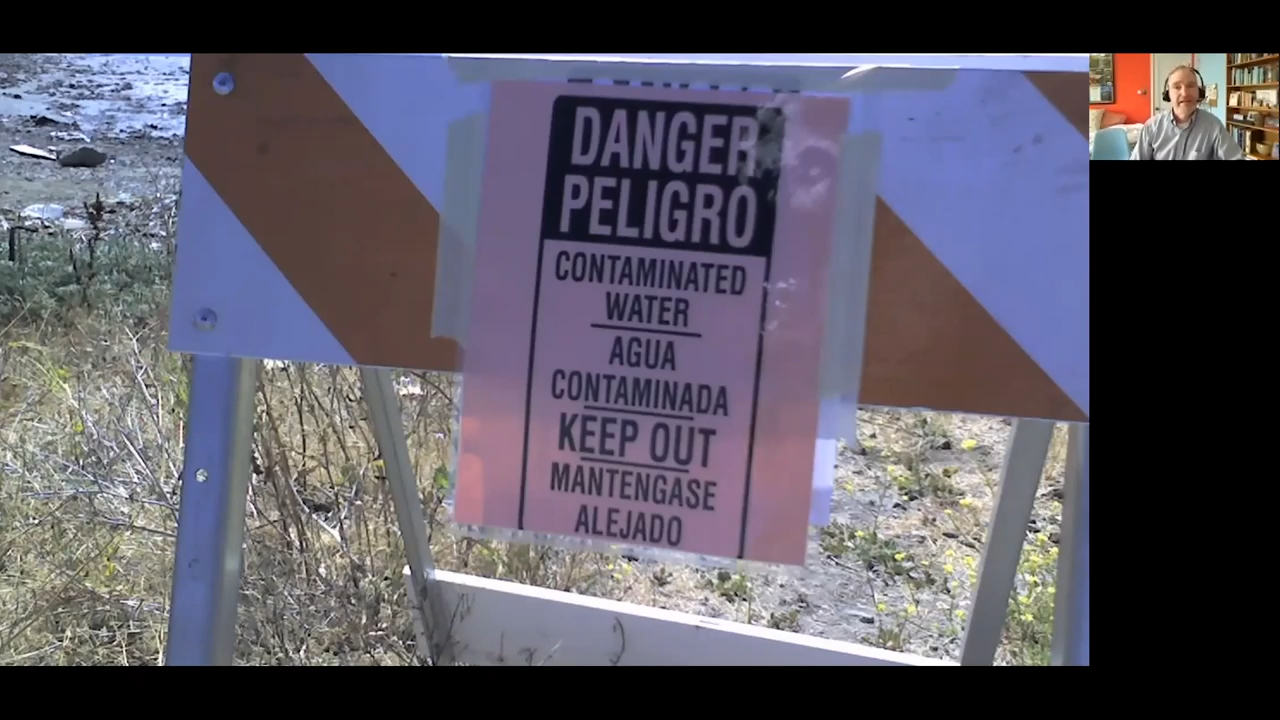 DANGER
PELIGRO
CONTAMINATED
WATER
AGUA
CONTAMINADA
KEEP OUT
MANTENGASE
ALEJADO